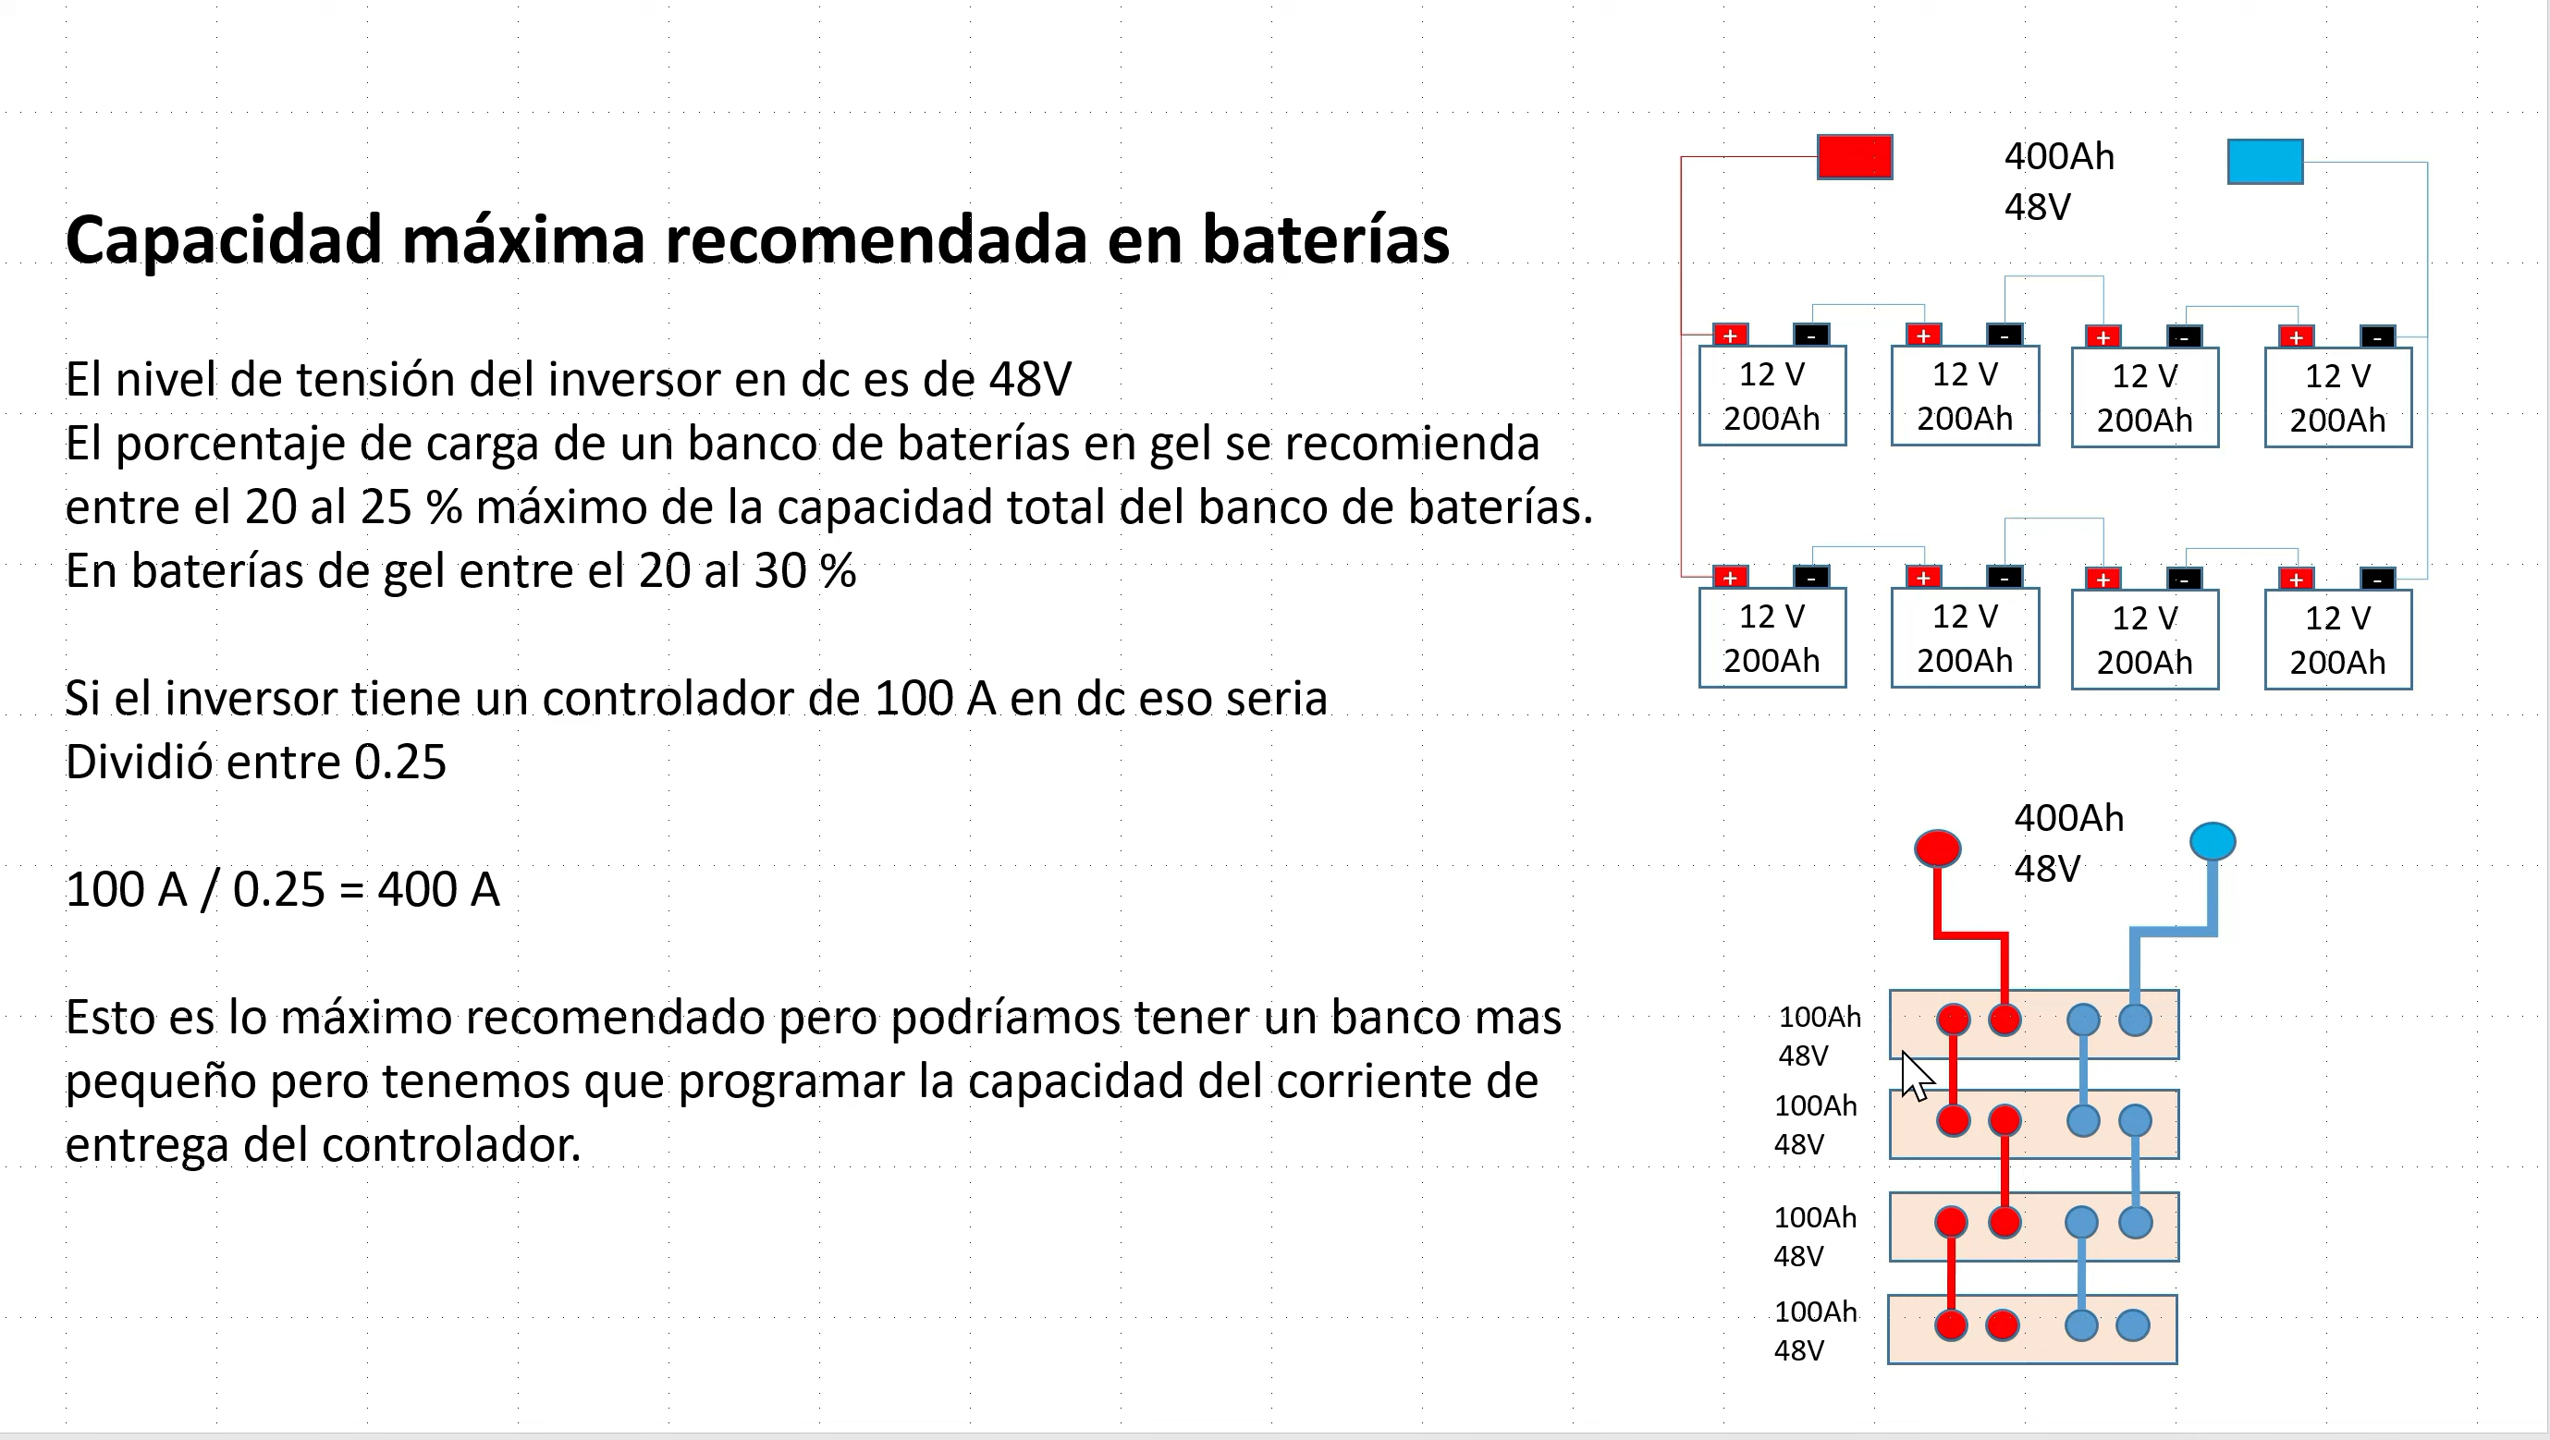 Capacidad máxima recomendada en baterías
El nivel de tensión del inversor en dc es de 48V
El porcentaje de carga de un banco de baterías en gel se recomienda
entre el 20 al 25 % máximo de la capacidad total del banco de baterías.
En baterías de gel entre el 20 al 30 %
Si el inversor tiene un controlador de 100 A en dc eso seria
Dividió entre 0.25
100 A / 0.25 = 400 A
Esto es lo máximo recomendado pero podríamos tener un banco mas
pequeño pero tenemos que programar la capacidad del corriente de
entrega del controlador.
400Ah
48V
+ - + - + - + -
12 V 12 V 12 V 12 V
200Ah 200Ah 200Ah 200Ah
+ - + - + - + -
12 V 12 V 12 V 12 V
200Ah 200Ah 200Ah 200Ah
400Ah
48V
100Ah
48V
100Ah
48V
100Ah
48V
100Ah
48V